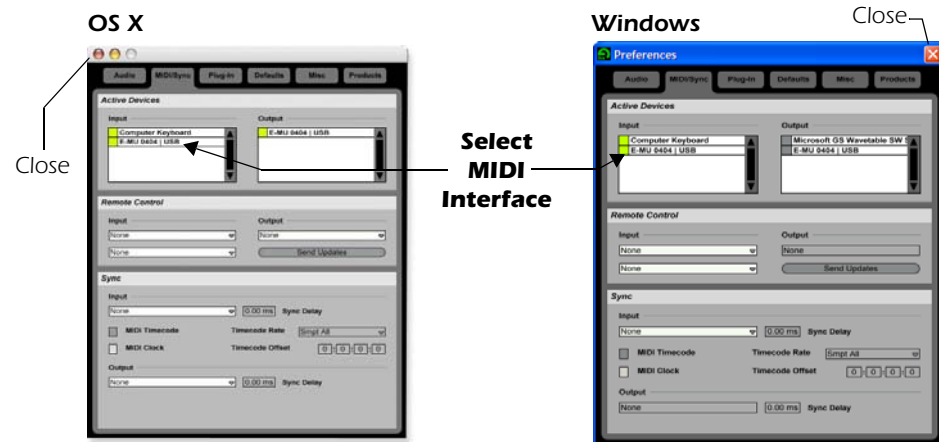 OS X
Audio MIDI/Sync Plug-In Defaults Misc Products
Active Devices
Input Output
Computer Keyboard
E-MU 0404 | USB
E-MU 0404 | USB
Remote Control
Input Output
None None
None Send Updates
Sync
Input
None 0.00 ms Sync Delay
MIDI Timecode Timecode Rate Smpt All
MIDI Clock Timecode Offset 0 : 0 : 0 : 0
Output
None 0.00 ms Sync Delay
Close
Select
MIDI
Interface
Windows
Close
Preferences
Audio MIDI/Sync Plug-In Defaults Misc Products
Active Devices
Input Output
Computer Keyboard
E-MU 0404 | USB
Microsoft GS Wavetable SW
E-MU 0404 | USB
Remote Control
Input Output
None None
None Send Updates
Sync
Input
None 0.00 ms Sync Delay
MIDI Timecode Timecode Rate Smpt All
MIDI Clock Timecode Offset 0 : 0 : 0 : 0
Output
None 0.00 ms Sync Delay